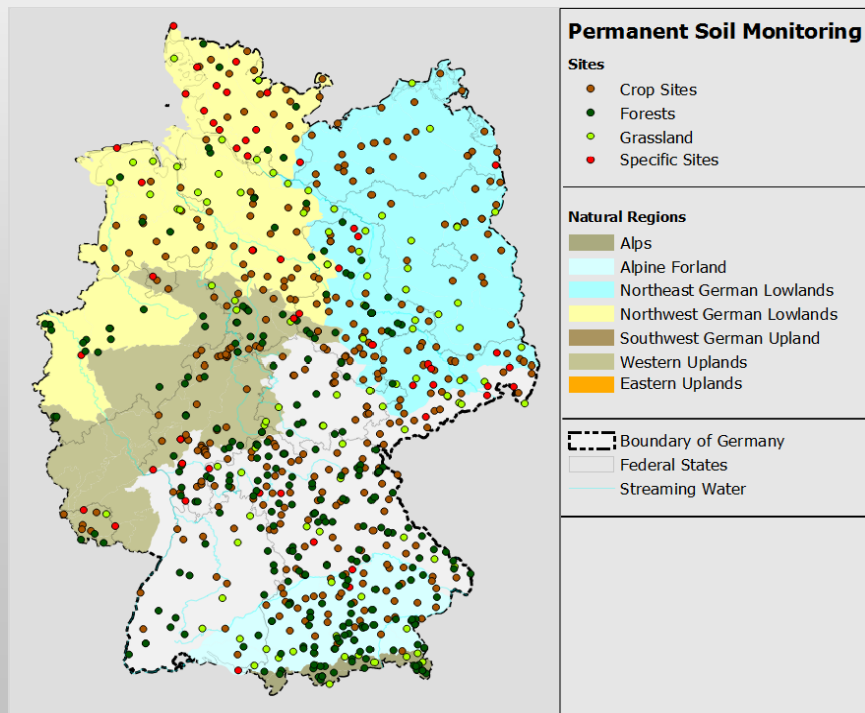 Permanent Soil Monitoring
Sites
Crop Sites
Forests
Grassland
Specific Sites
Natural Regions
Alps
Alpine Forland
Northeast German Lowlands
Northwest German Lowlands
Southwest German Upland
Western Uplands
Eastern Uplands
Boundary of Germany
Federal States
Streaming Water